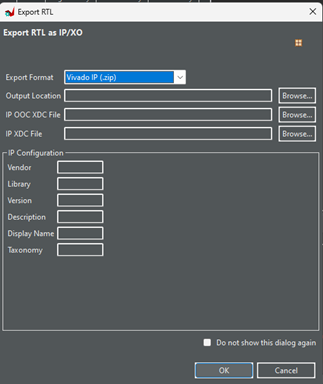 Export RTL
Export RTL as IP/XO
Export Format Vivado IP (.zip)
Output Location Browse...
IP OOC XDC File Browse...
IP XDC File Browse...
IP Configuration
Vendor
Library
Version
Description
Display Name
Taxonomy
Do not show this dialog again
OK Cancel